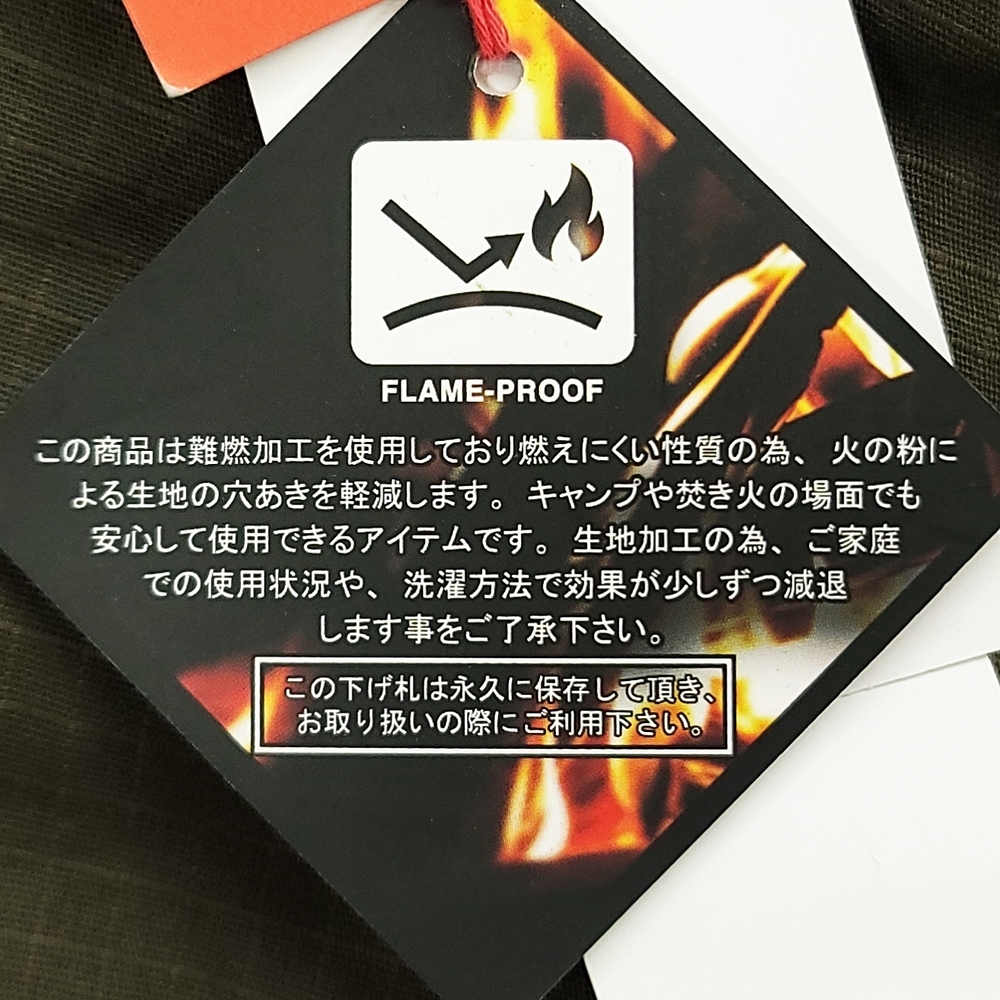 FLAME-PROOF
この商品は難燃加工を使用しており燃えにくい性質の為、火の粉に
よる生地の穴あきを軽減します。キャンプや焚き火の場面でも
安心して使用できるアイテムです。生地加工の為、ご家庭
での使用状況や、洗濯方法で効果が少しずつ減退
します事をご了承下さい。
この下げ札は永久に保存して頂き、
お取り扱いの際にご利用下さい。